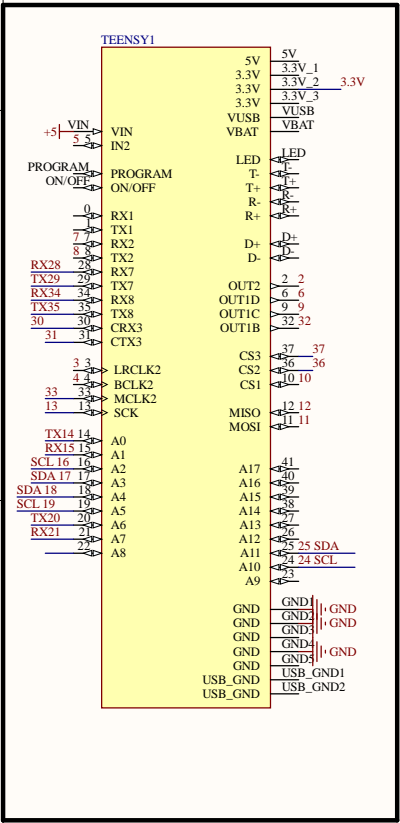 TEENSY1
5V 5V
3.3V 3.3V_1
3.3V 3.3V_2 3.3V
3.3V 3.3V_3
VUSB VUSB
+5 VIN VIN VBAT VBAT
5 5 IN2
LED LED
PROGRAM PROGRAM T- T-
ON/OFF ON/OFF T+ T+
R- R-
0 RX1 R+ R+
1 TX1
7 7 RX2 D+ D+
8 8 TX2 D- D-
RX28 28 RX7
TX29 29 TX7 OUT2 2 2
RX34 34 RX8 OUT1D 6 6
TX35 35 TX8 OUT1C 9 9
30 30 CRX3 OUT1B 32 32
31 31 CTX3
CS3 37 37
3 3 LRCLK2 CS2 36 36
4 4 BCLK2 CS1 10 10
33 33 MCLK2
13 13 SCK MISO 12 12
MOSI 11 11
TX14 14 A0
RX15 15 A1
SCL 16 16 A2 A17 41
SDA 17 17 A3 A16 40
SDA 18 18 A4 A15 39
SCL 19 19 A5 A14 38
TX20 20 A6 A13 27
RX21 21 A7 A12 26
22 A8 A11 25 25 SDA
A10 24 24 SCL
A9 23
GND GND1 GND
GND GND2 GND
GND GND3
GND GND4 GND
GND GND5
USB_GND USB_GND1
USB_GND USB_GND2